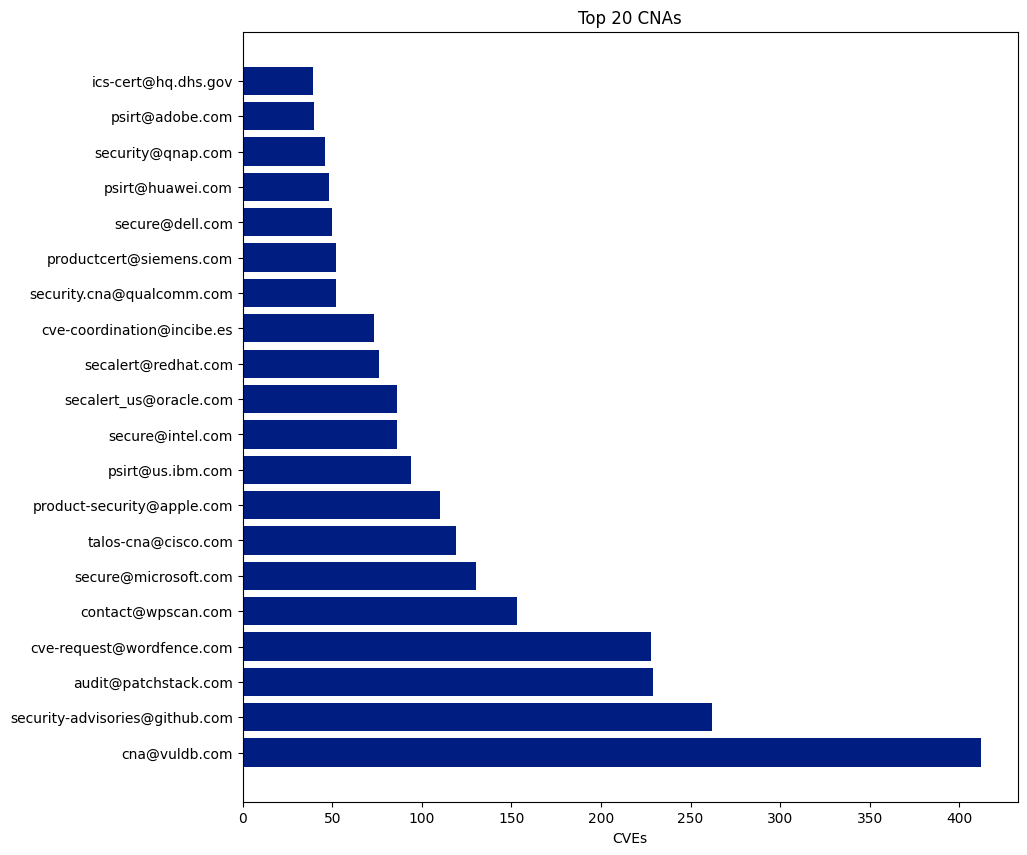 Top 20 CNAs
ics-cert@hq.dhs.gov
psirt@adobe.com
security@qnap.com
psirt@huawei.com
secure@dell.com
productcert@siemens.com
security.cna@qualcomm.com
cve-coordination@incibe.es
secalert@redhat.com
secalert_us@oracle.com
secure@intel.com
psirt@us.ibm.com
product-security@apple.com
talos-cna@cisco.com
secure@microsoft.com
contact@wpscan.com
cve-request@wordfence.com
audit@patchstack.com
security-advisories@github.com
cna@vuldb.com
0 50 100 150 200 250 300 350 400
CVEs